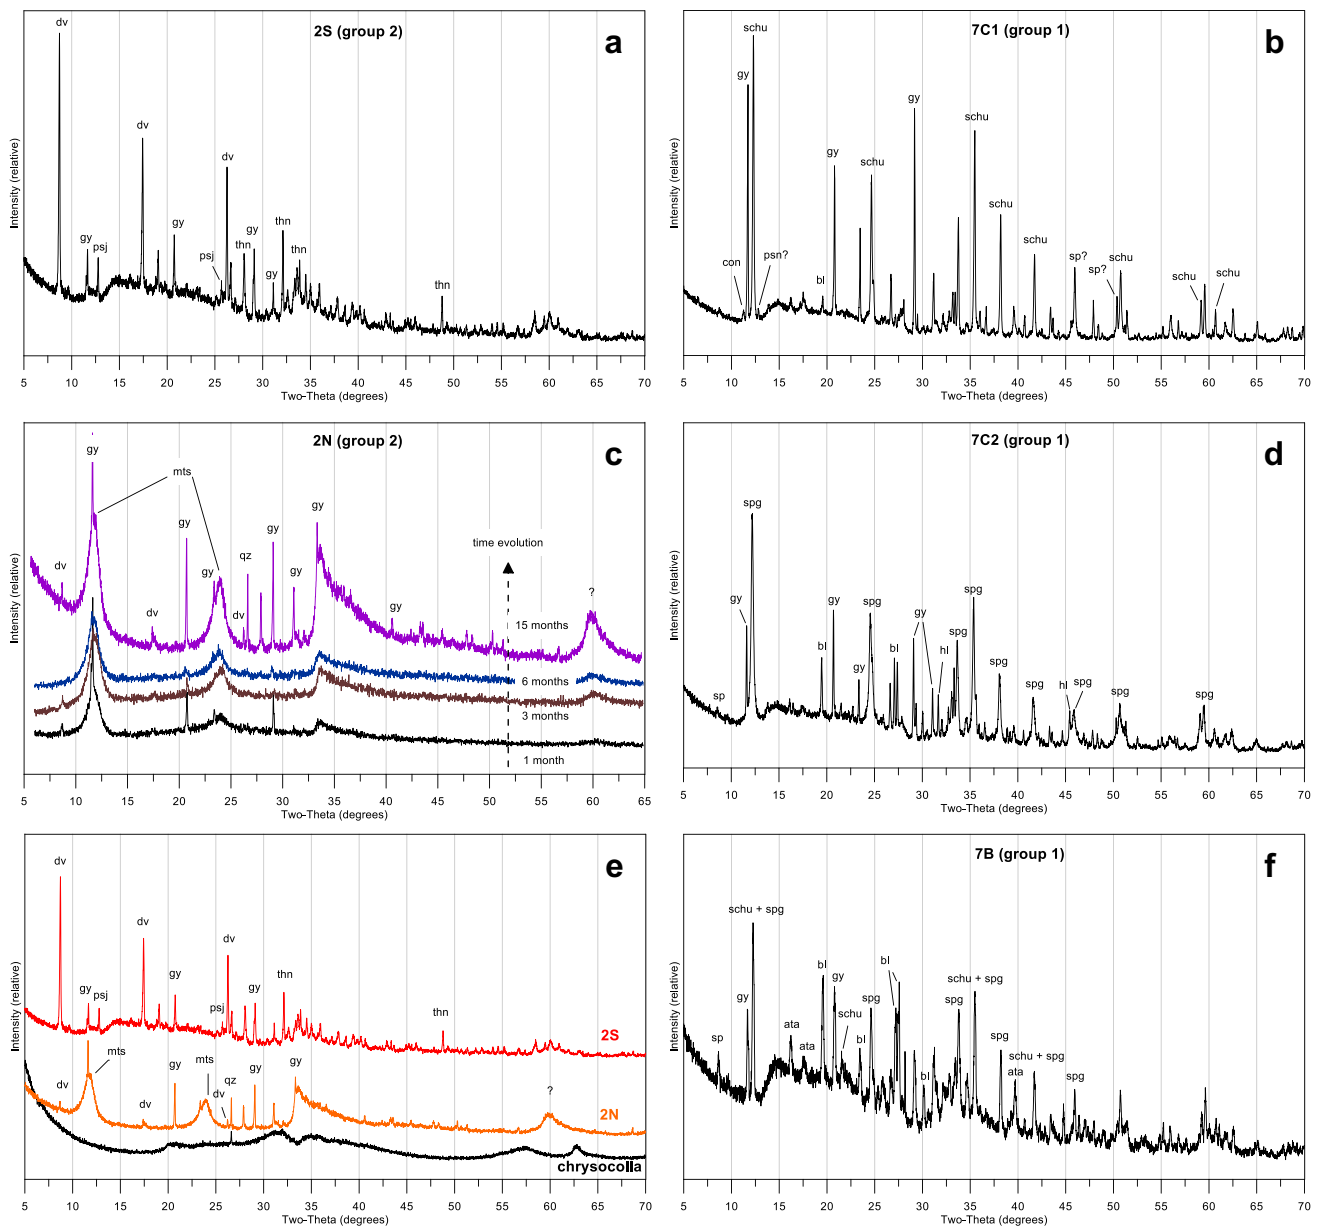 2S (group 2)
a
dv
dv
dv
gy
psj
gy
psj
thn
gy
gy
thn
thn
thn
Intensity (relative)
5 10 15 20 25 30 35 40 45 50 55 60 65 70
Two-Theta (degrees)
7C1 (group 1)
b
schu
gy
con
psn?
bl
gy
schu
gy
schu
schu
schu
sp?
sp?
schu
schu
schu
Intensity (relative)
5 10 15 20 25 30 35 40 45 50 55 60 65 70
Two-Theta (degrees)
2N (group 2)
c
gy
mts
dv
dv
gy
gy
dv
qz
gy
gy
gy
gy
?
time evolution
15 months
6 months
3 months
1 month
Intensity (relative)
5 10 15 20 25 30 35 40 45 50 55 60 65
Two-Theta (degrees)
7C2 (group 1)
d
spg
gy
sp
bl
gy
gy
spg
bl
gy
hl
spg
spg
spg
spg
hl
spg
spg
spg
Intensity (relative)
5 10 15 20 25 30 35 40 45 50 55 60 65 70
Two-Theta (degrees)
e
dv
gy
psj
dv
gy
psj
dv
gy
thn
thn
2S
dv
mts
dv
gy
mts
dv
qz
gy
gy
?
2N
chrysocolla
Intensity (relative)
5 10 15 20 25 30 35 40 45 50 55 60 65 70
Two-Theta (degrees)
7B (group 1)
f
schu + spg
gy
sp
ata
ata
bl
gy
schu
bl
spg
bl
bl
spg
schu + spg
spg
schu + spg
ata
spg
Intensity (relative)
5 10 15 20 25 30 35 40 45 50 55 60 65 70
Two-Theta (degrees)